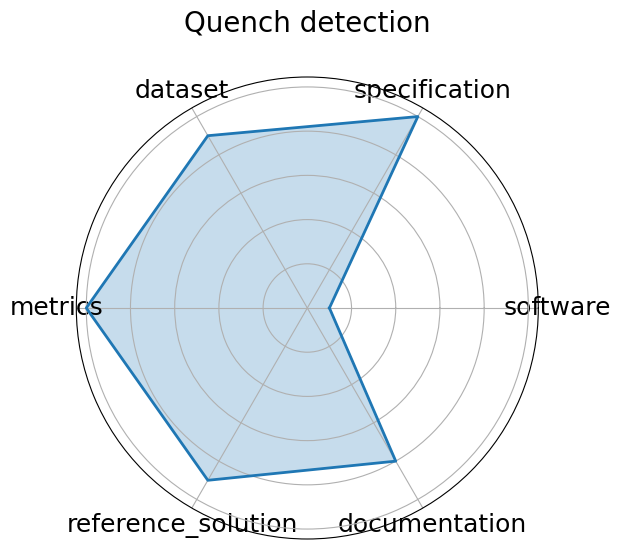 Quench detection
dataset
specification
metrics
software
reference_solution
documentation